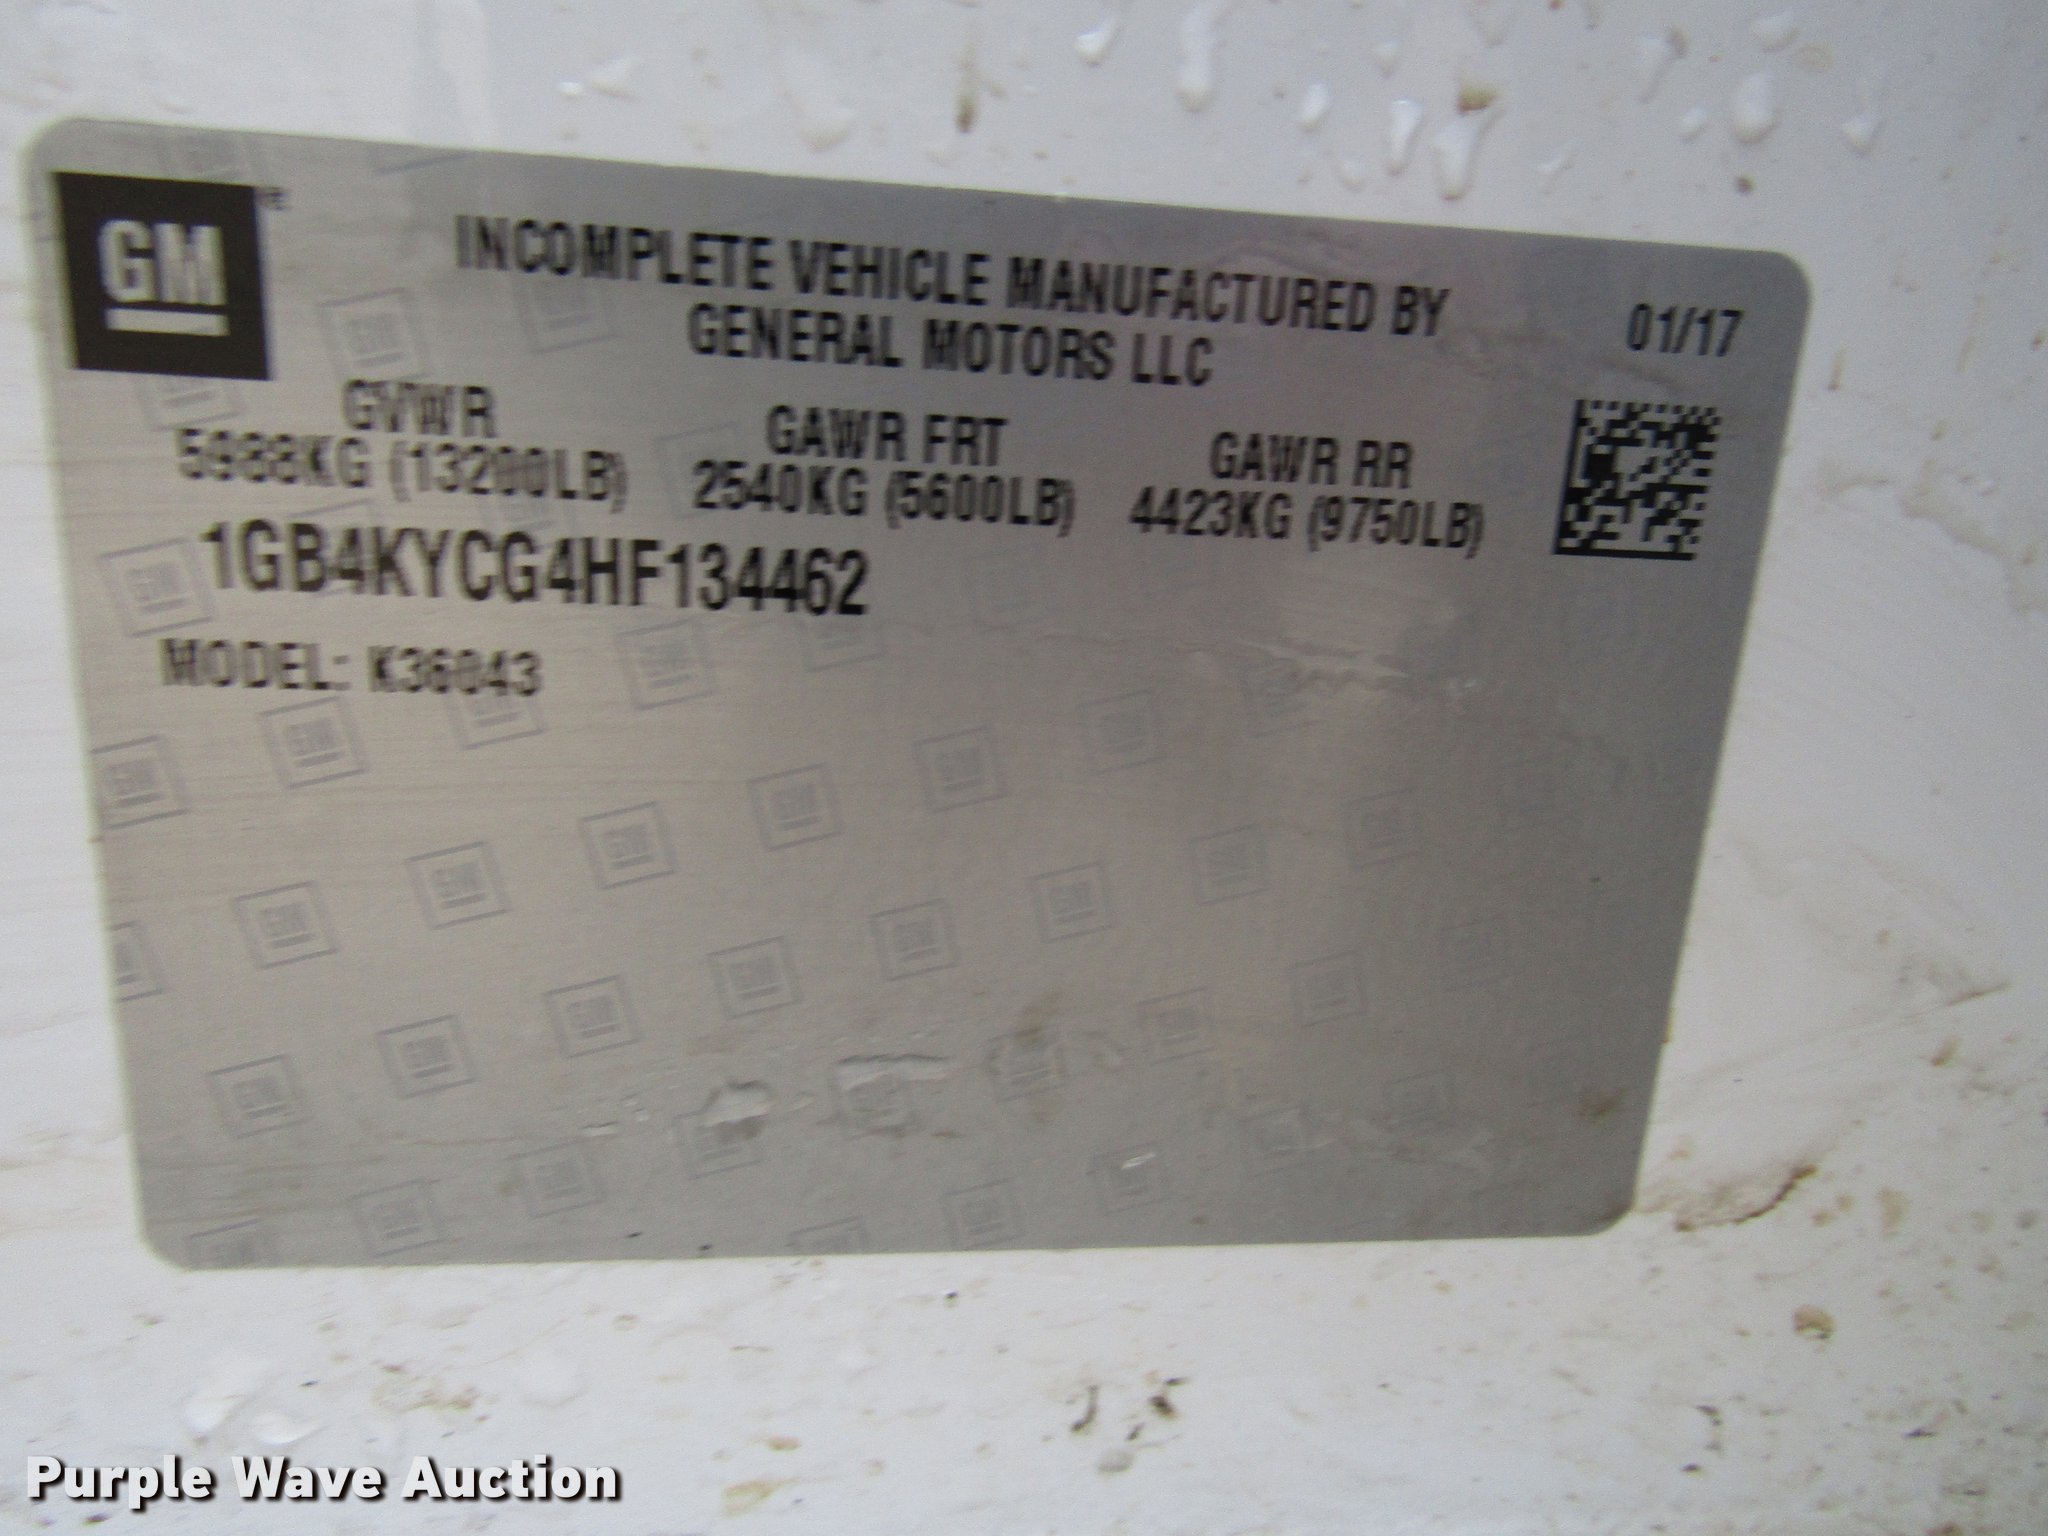 GM
INCOMPLETE VEHICLE MANUFACTURED BY
GENERAL MOTORS LLC
01/17
GVWR GAWR FRT GAWR RR
5988KG (13200LB) 2540KG (5600LB) 4423KG (9750LB)
1GB4KYCG4HF134462
MODEL: K36043
Purple Wave Auction